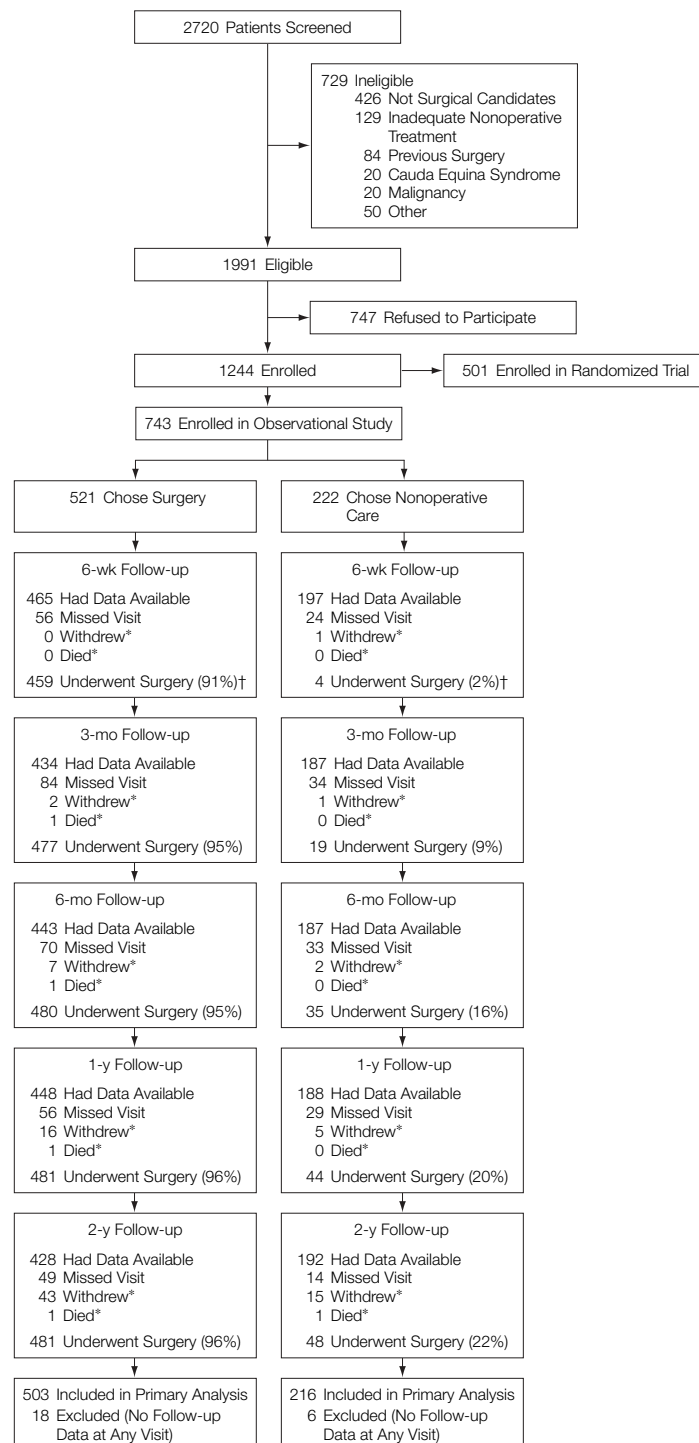 2720 Patients Screened
729 Ineligible
426 Not Surgical Candidates
129 Inadequate Nonoperative
Treatment
84 Previous Surgery
20 Cauda Equina Syndrome
20 Malignancy
50 Other
1991 Eligible
747 Refused to Participate
1244 Enrolled
501 Enrolled in Randomized Trial
743 Enrolled in Observational Study
521 Chose Surgery
222 Chose Nonoperative
Care
6-wk Follow-up
465 Had Data Available
56 Missed Visit
0 Withdrew*
0 Died*
459 Underwent Surgery (91%)†
6-wk Follow-up
197 Had Data Available
24 Missed Visit
1 Withdrew*
0 Died*
4 Underwent Surgery (2%)†
3-mo Follow-up
434 Had Data Available
84 Missed Visit
2 Withdrew*
1 Died*
477 Underwent Surgery (95%)
3-mo Follow-up
187 Had Data Available
34 Missed Visit
1 Withdrew*
0 Died*
19 Underwent Surgery (9%)
6-mo Follow-up
443 Had Data Available
70 Missed Visit
7 Withdrew*
1 Died*
480 Underwent Surgery (95%)
6-mo Follow-up
187 Had Data Available
33 Missed Visit
2 Withdrew*
0 Died*
35 Underwent Surgery (16%)
1-y Follow-up
448 Had Data Available
56 Missed Visit
16 Withdrew*
1 Died*
481 Underwent Surgery (96%)
1-y Follow-up
188 Had Data Available
29 Missed Visit
5 Withdrew*
0 Died*
44 Underwent Surgery (20%)
2-y Follow-up
428 Had Data Available
49 Missed Visit
43 Withdrew*
1 Died*
481 Underwent Surgery (96%)
2-y Follow-up
192 Had Data Available
14 Missed Visit
15 Withdrew*
1 Died*
48 Underwent Surgery (22%)
503 Included in Primary Analysis
18 Excluded (No Follow-up
Data at Any Visit)
216 Included in Primary Analysis
6 Excluded (No Follow-up
Data at Any Visit)